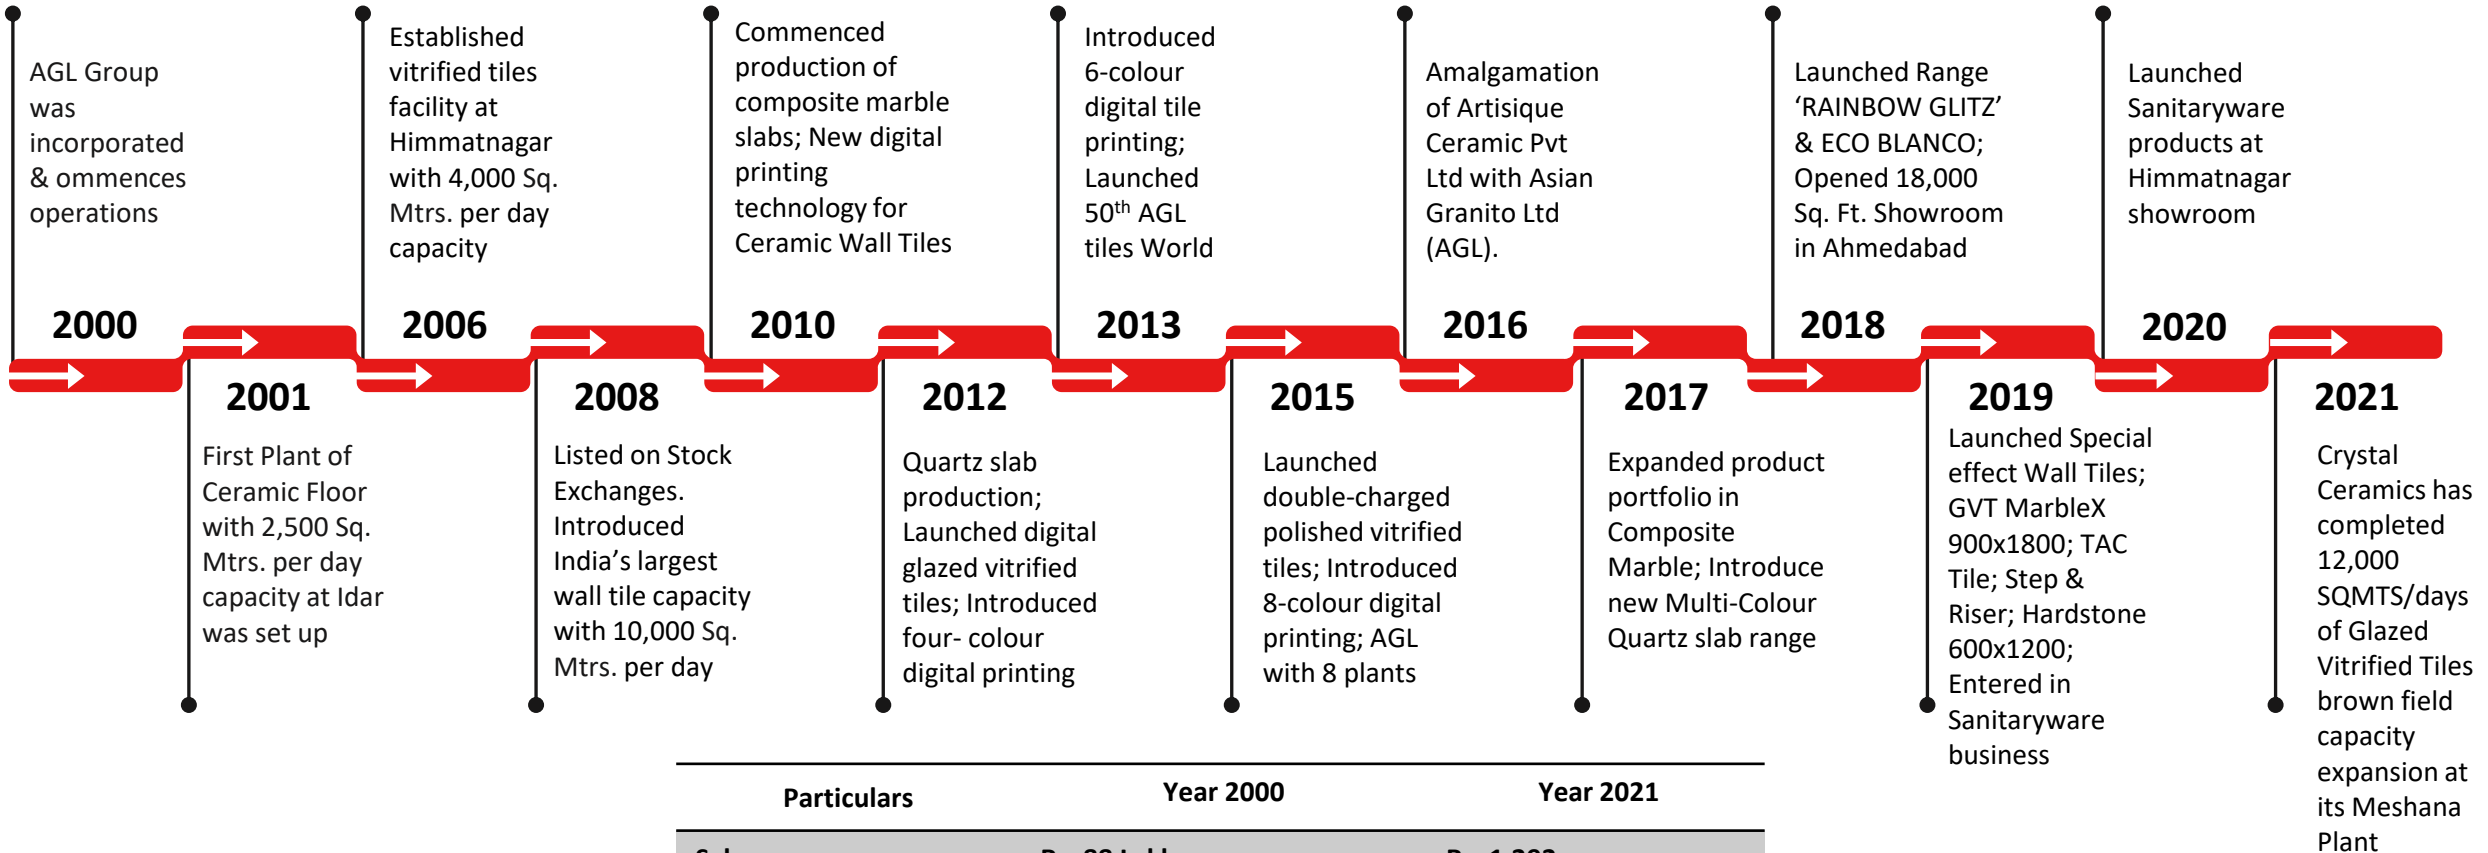 AGL Group
was
incorporated
& ommences
operations
2000
2001
First Plant of
Ceramic Floor
with 2,500 Sq.
Mtrs. per day
capacity at Idar
was set up
Established
vitrified tiles
facility at
Himmatnagar
with 4,000 Sq.
Mtrs. per day
capacity
2006
2008
Listed on Stock
Exchanges.
Introduced
India's largest
wall tile capacity
with 10,000 Sq.
Mtrs. per day
Commenced
production of
composite marble
slabs; New digital
printing
technology for
Ceramic Wall Tiles
2010
2012
Quartz slab
production;
Launched digital
glazed vitrified
tiles; Introduced
four- colour
digital printing
Introduced
6-colour
digital tile
printing;
Launched
50th AGL
tiles World
2013
2015
Launched
double-charged
polished vitrified
tiles; Introduced
8-colour digital
printing; AGL
with 8 plants
Amalgamation
of Artisique
Ceramic Pvt
Ltd with Asian
Granito Ltd
(AGL).
2016
2017
Expanded product
portfolio in
Composite
Marble; Introduce
new Multi-Colour
Quartz slab range
Launched Range
‘RAINBOW GLITZ’
& ECO BLANCO;
Opened 18,000
Sq. Ft. Showroom
in Ahmedabad
2018
2019
Launched Special
effect Wall Tiles;
GVT MarbleX
900x1800; TAC
Tile; Step &
Riser; Hardstone
600x1200;
Entered in
Sanitaryware
business
Launched
Sanitaryware
products at
Himmatnagar
showroom
2020
2021
Crystal
Ceramics has
completed
12,000
SQMTS/days
of Glazed
Vitrified Tiles
brown field
capacity
expansion at
its Meshana
Plant
Particulars Year 2000 Year 2021